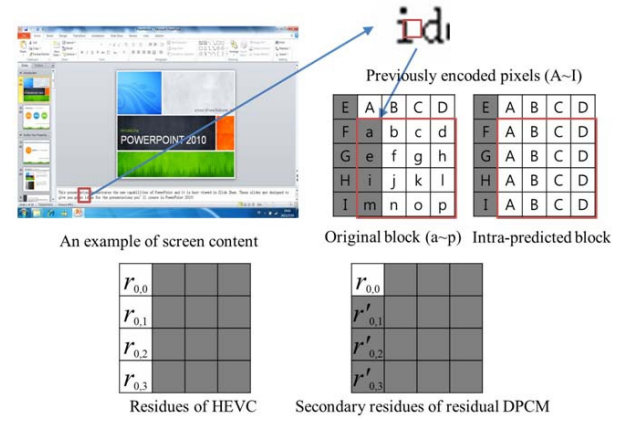 ide
Previously encoded pixels (A~I)
E A B C D E A B C D
F a b c d F A B C D
G e f g h G A B C D
H i j k l H A B C D
I m n o p I A B C D
POWERPOINT 2010
An example of screen content
Original block (a~p) Intra-predicted block
r0,0 r0,0
r0,1 r'0,1
r0,2 r'0,2
r0,3 r'0,3
Residues of HEVC Secondary residues of residual DPCM